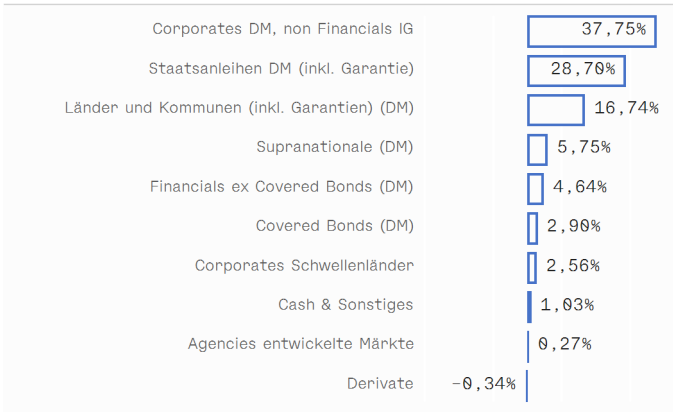 Corporates DM, non Financials IG 37,75%
Staatsanleihen DM (inkl. Garantie) 28,70%
Länder und Kommunen (inkl. Garantien) (DM) 16,74%
Supranationale (DM) 5,75%
Financials ex Covered Bonds (DM) 4,64%
Covered Bonds (DM) 2,90%
Corporates Schwellenländer 2,56%
Cash & Sonstiges 1,03%
Agencies entwickelte Märkte 0,27%
Derivate -0,34%